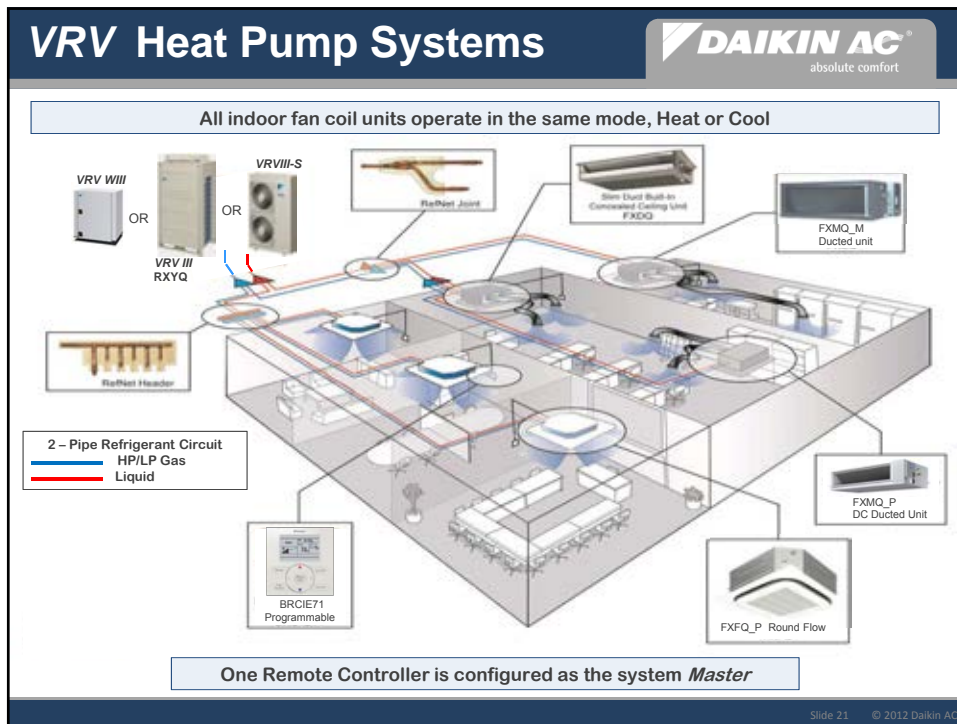 VRV Heat Pump Systems
DAIKIN AC®
absolute comfort
All indoor fan coil units operate in the same mode, Heat or Cool
VRV WIII
OR
VRV III
RXYQ
OR
VRVIII-S
RefNet Joint
Slim Duct Built-In
Concealed Ceiling Unit
FXDQ
FXMQ_M
Ducted unit
RefNet Header
2 – Pipe Refrigerant Circuit
HP/LP Gas
Liquid
BRCIE71
Programmable
FXMQ_P
DC Ducted Unit
FXFQ_P Round Flow
One Remote Controller is configured as the system Master
Slide 21 © 2012 Daikin AC